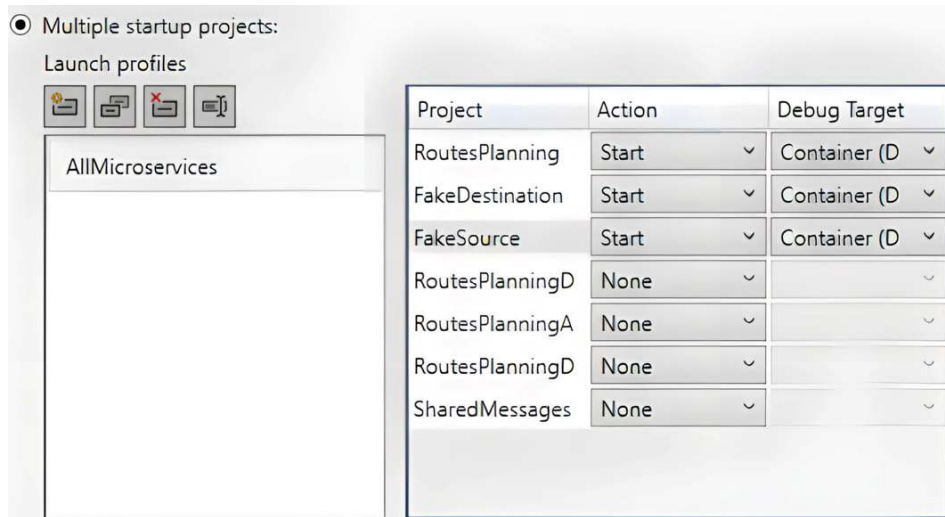 Multiple startup projects:
Launch profiles
AllMicroservices
Project Action Debug Target
RoutesPlanning Start Container (D
FakeDestination Start Container (D
FakeSource Start Container (D
RoutesPlanningD None
RoutesPlanningA None
RoutesPlanningD None
SharedMessages None